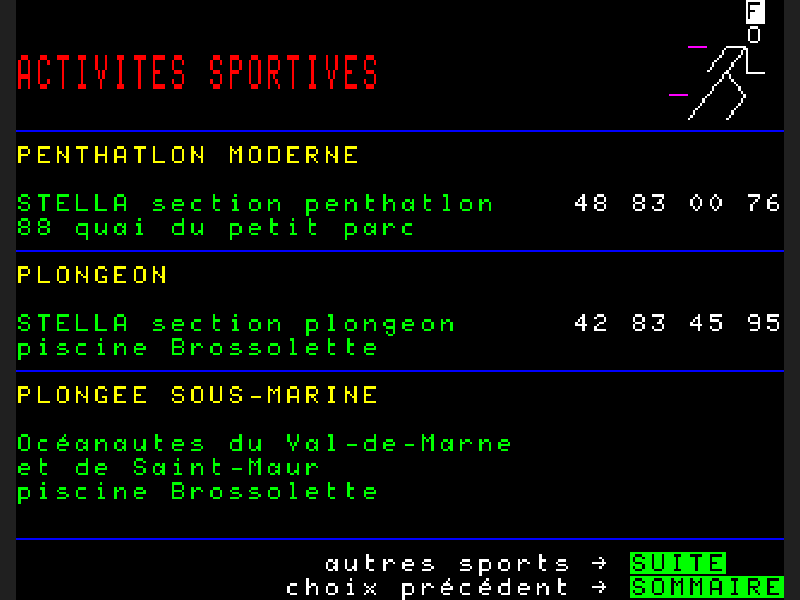 F
ACTIVITES SPORTIVES
PENTHATLON MODERNE
STELLA section penthatlon 48 83 00 76
88 quai du petit parc
PLONGEON
STELLA section plongeon 42 83 45 95
piscine Brossolette
PLONGEE SOUS-MARINE
Océanautes du Val-de-Marne
et de Saint-Maur
piscine Brossolette
autres sports → SUITE
choix précédent → SOMMAIRE